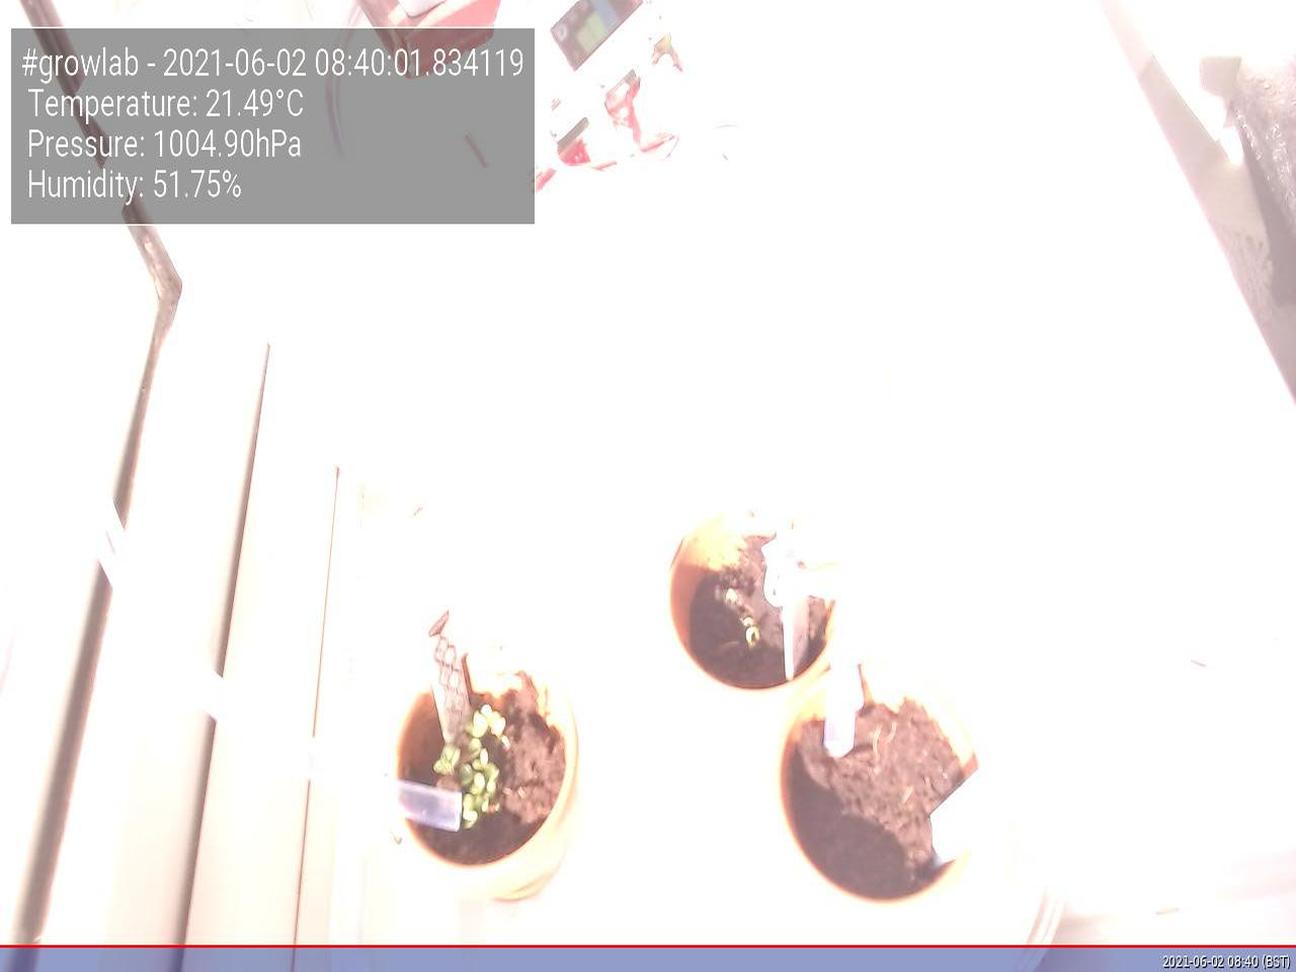 #growlab - 2021-06-02 08:40:01.834119
Temperature: 21.49°C
Pressure: 1004.90hPa
Humidity: 51.75%
2021-06-02 08:40 (BST)